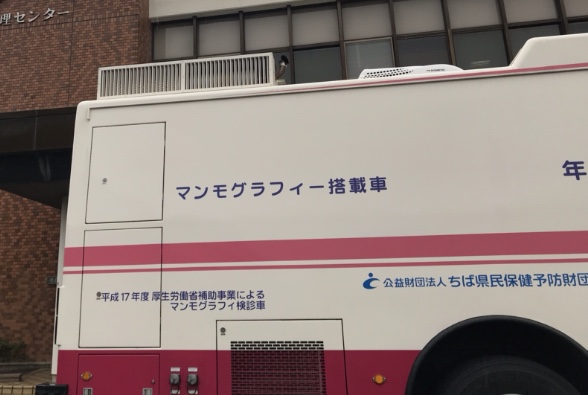 理センター
マンモグラフィー搭載車
年
公益財団法人 ちば県民保健予防財団
平成17年度 厚生労働省補助事業による
マンモグラフィ検診車